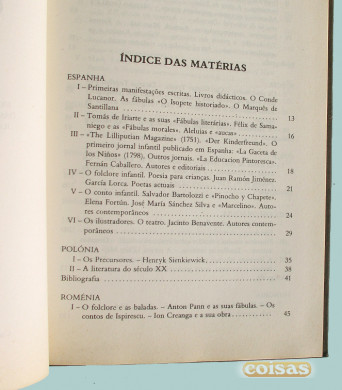 ÍNDICE DAS MATÉRIAS
ESPANHA
I – Primeiras manifestações escritas. Livros didácticos. O Conde
Lucanor. As fábulas «O Isopete historiado». O Marquês de
Santillana 13
II – Tomás de Iriarte e as suas «Fábulas literárias». Félix de Sama-
niego e as «Fábulas morales». Aleluias e «aucas» 16
III – «The Lilliputian Magazine» (1751). «Der Kinderfreund». O
primeiro jornal infantil publicado em Espanha: «La Gaceta de
los Niños» (1798). Outros jornais. «La Educacion Pintoresca».
Fernán Caballero. Autores e editoriais 18
IV – O folclore infantil. Poesia para crianças. Juan Ramón Jiménez.
García Lorca. Poetas actuais 21
V – O conto infantil. Salvador Bartolozzi e «Pinocho y Chapete».
Elena Fortún. José María Sánchez Silva e «Marcelino». Auto-
res contemporâneos 24
VI – Os ilustradores. O teatro. Jacinto Benavente. Autores contem-
porâneos 29
POLÓNIA
I – Os Precursores. – Henryk Sienkiewick 35
II – A literatura do século XX 38
Bibliografia 41
ROMÉNIA
I – O folclore e as baladas. – Anton Pann e as suas fábulas. – Os
contos de Ispirescu. – Ion Creanga e a sua obra 45
coisas